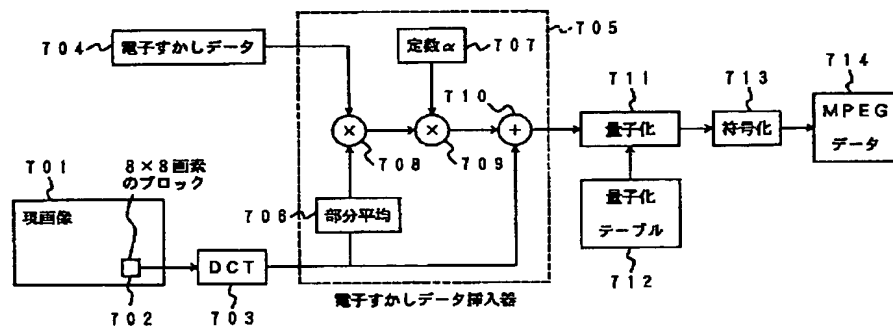 704
電子すかしデータ
定数α
707
705
710
711
713
714
量子化
符号化
MPEG
データ
×
×
+
708
709
701
8×8画素
のブロック
706
部分平均
現画像
DCT
量子化
テーブル
702
703
712
電子すかしデータ挿入器